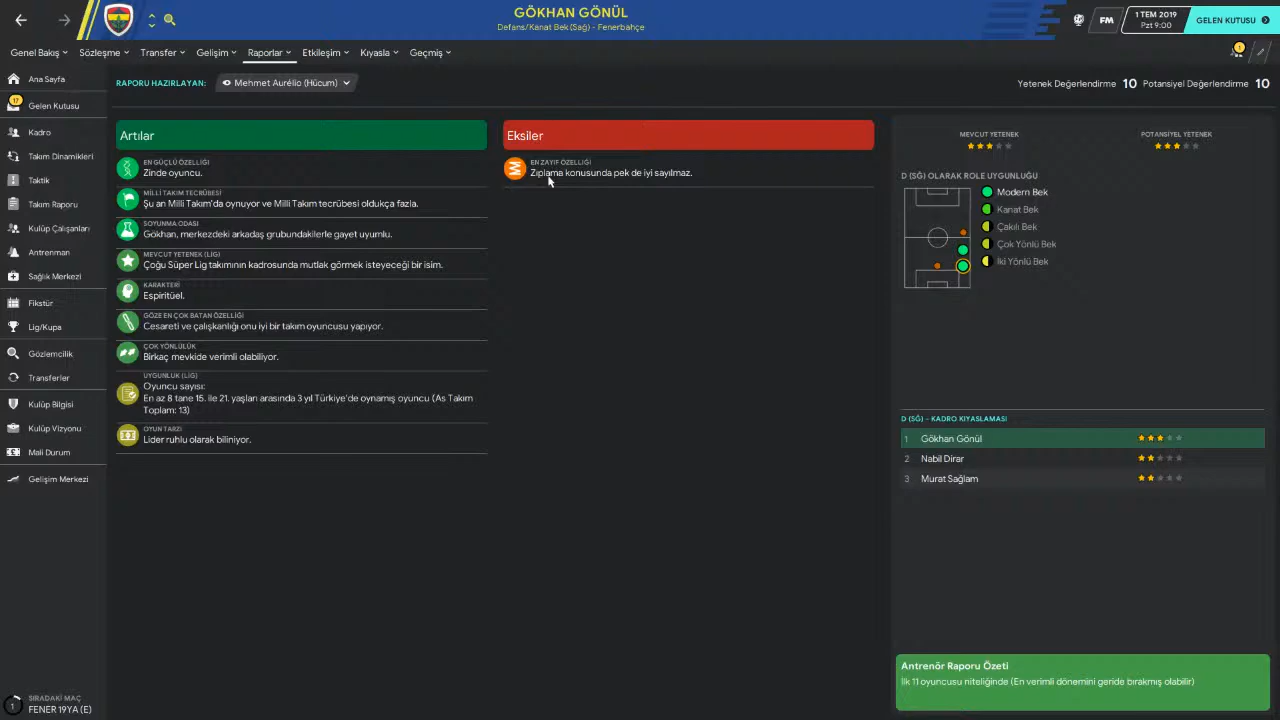 GÖKHAN GÖNÜL
Defans/Kanat Bek (Sağ) - Fenerbahçe
FM
1 TEM 2019
Pzt 9:00
GELEN KUTUSU
Genel Bakış
Sözleşme
Transfer
Gelişim
Raporlar
Etkileşim
Kıyasla
Geçmiş
1
Ana Sayfa
17
Gelen Kutusu
Kadro
Takım Dinamikleri
Taktik
Takım Raporu
Kulüp Çalışanları
Antrenman
Sağlık Merkezi
Fikstür
Lig/Kupa
Gözlemcilik
Transferler
Kulüp Bilgisi
Kulüp Vizyonu
Mali Durum
Gelişim Merkezi
1
SIRADAKİ MAÇ
FENER 19YA (E)
RAPORU HAZIRLAYAN:
Mehmet Aurélio (Hücum)
Yetenek Değerlendirme 10 Potansiyel Değerlendirme 10
Artılar
EN GÜÇLÜ ÖZELLİĞİ
Zinde oyuncu.
MİLLİ TAKIM TECRÜBESİ
Şu an Milli Takım'da oynuyor ve Milli Takım tecrübesi oldukça fazla.
SOYUNMA ODASI
Gökhan, merkezdeki arkadaş grubundakilerle gayet uyumlu.
MEVCUT YETENEK (LİG)
Çoğu Süper Lig takımının kadrosunda mutlak görmek isteyeceği bir isim.
KARAKTERİ
Espiritüel.
GÖZE EN ÇOK BATAN ÖZELLİĞİ
Cesareti ve çalışkanlığı onu iyi bir takım oyuncusu yapıyor.
ÇOK YÖNLÜLÜK
Birkaç mevkide verimli olabiliyor.
UYGUNLUK (LİG)
Oyuncu sayısı:
En az 8 tane 15. ile 21. yaşları arasında 3 yıl Türkiye'de oynamış oyuncu (As Takım
Toplam: 13)
OYUN TARZI
Lider ruhlu olarak biliniyor.
Eksiler
EN ZAYIF ÖZELLİĞİ
Zıplama konusunda pek de iyi sayılmaz.
MEVCUT YETENEK
POTANSİYEL YETENEK
D (SĞ) OLARAK ROLE UYGUNLUĞU
Modern Bek
Kanat Bek
Çakılı Bek
Çok Yönlü Bek
İki Yönlü Bek
D (SĞ) - KADRO KIYASLAMASI
1 Gökhan Gönül
2 Nabil Dirar
3 Murat Sağlam
Antrenör Raporu Özeti
İlk 11 oyuncusu niteliğinde (En verimli dönemini geride bırakmış olabilir)